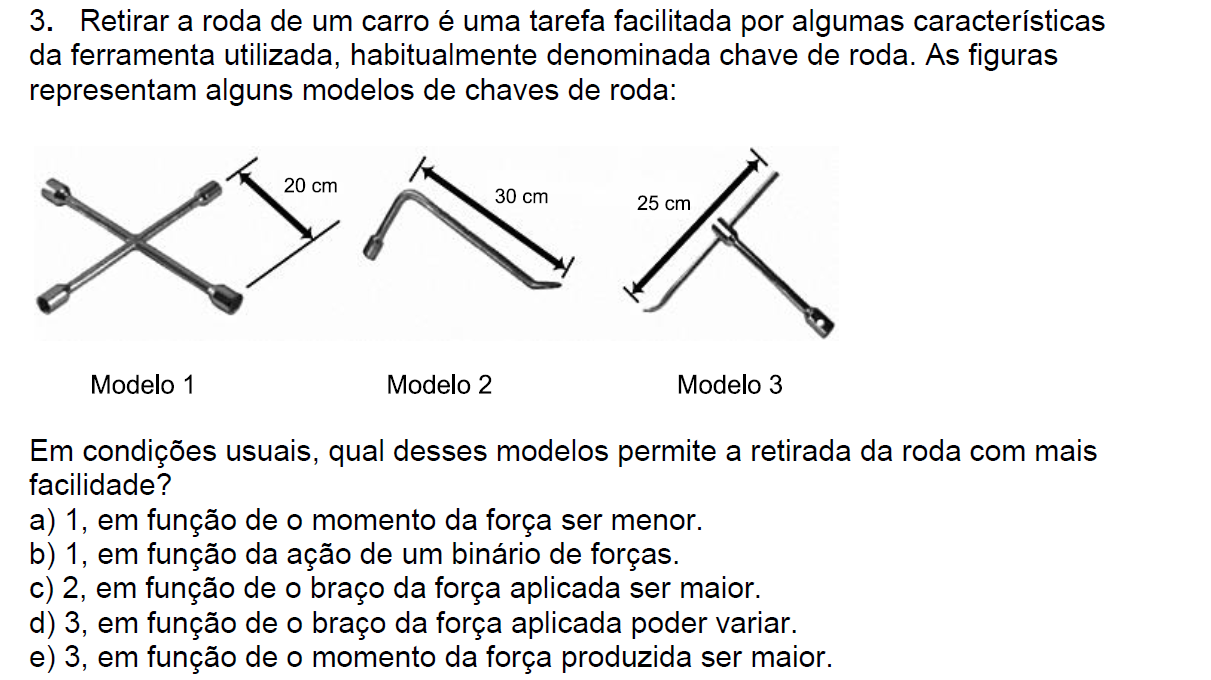 3. Retirar a roda de um carro é uma tarefa facilitada por algumas características
da ferramenta utilizada, habitualmente denominada chave de roda. As figuras
representam alguns modelos de chaves de roda:
20 cm
30 cm
25 cm
Modelo 1
Modelo 2
Modelo 3
Em condições usuais, qual desses modelos permite a retirada da roda com mais
facilidade?
a) 1, em função de o momento da força ser menor.
b) 1, em função da ação de um binário de forças.
c) 2, em função de o braço da força aplicada ser maior.
d) 3, em função de o braço da força aplicada poder variar.
e) 3, em função de o momento da força produzida ser maior.